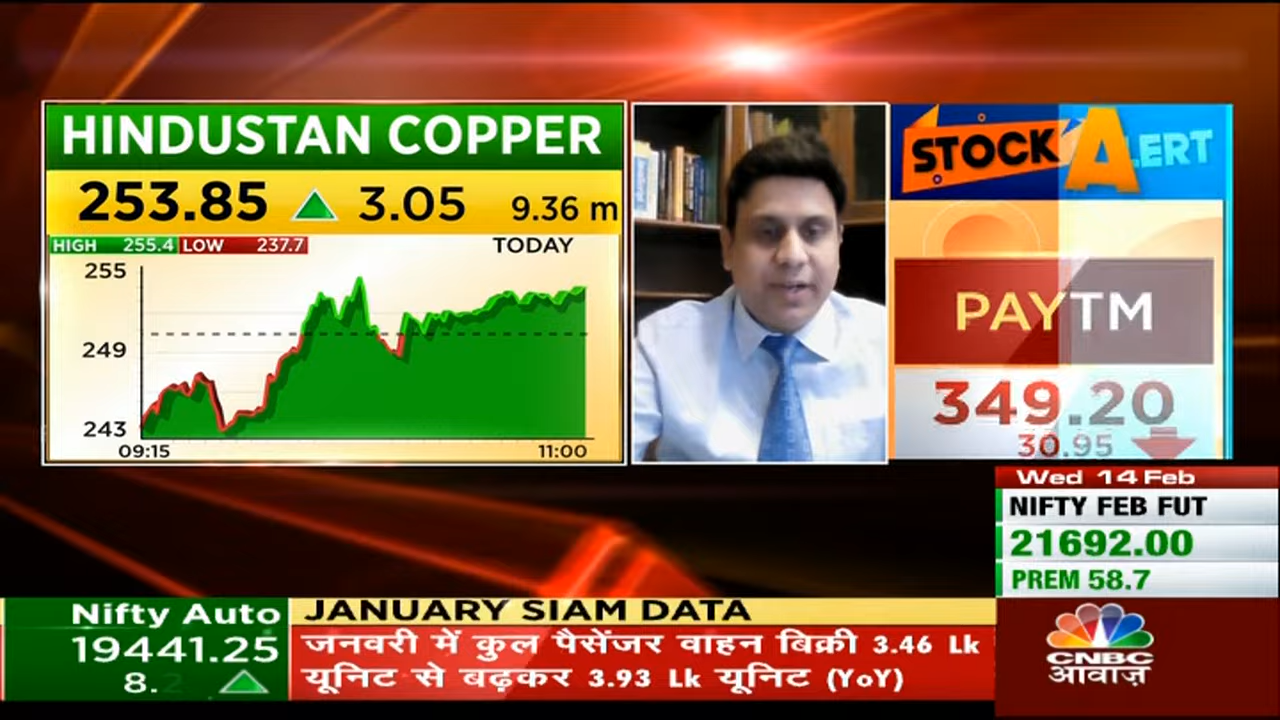 HINDUSTAN COPPER
253.85 3.05 9.36 m
HIGH 255.4 LOW 237.7 TODAY
255
249
243
09:15 11:00
STOCK ALERT
PAYTM
349.20
30.95
Wed 14 Feb
NIFTY FEB FUT
21692.00
PREM 58.7
Nifty Auto
19441.25
8.
JANUARY SIAM DATA
जनवरी में कुल पैसेंजर वाहन बिक्री 3.46 Lk
यूनिट से बढ़कर 3.93 Lk यूनिट (YoY)
CNBC
आवाज़